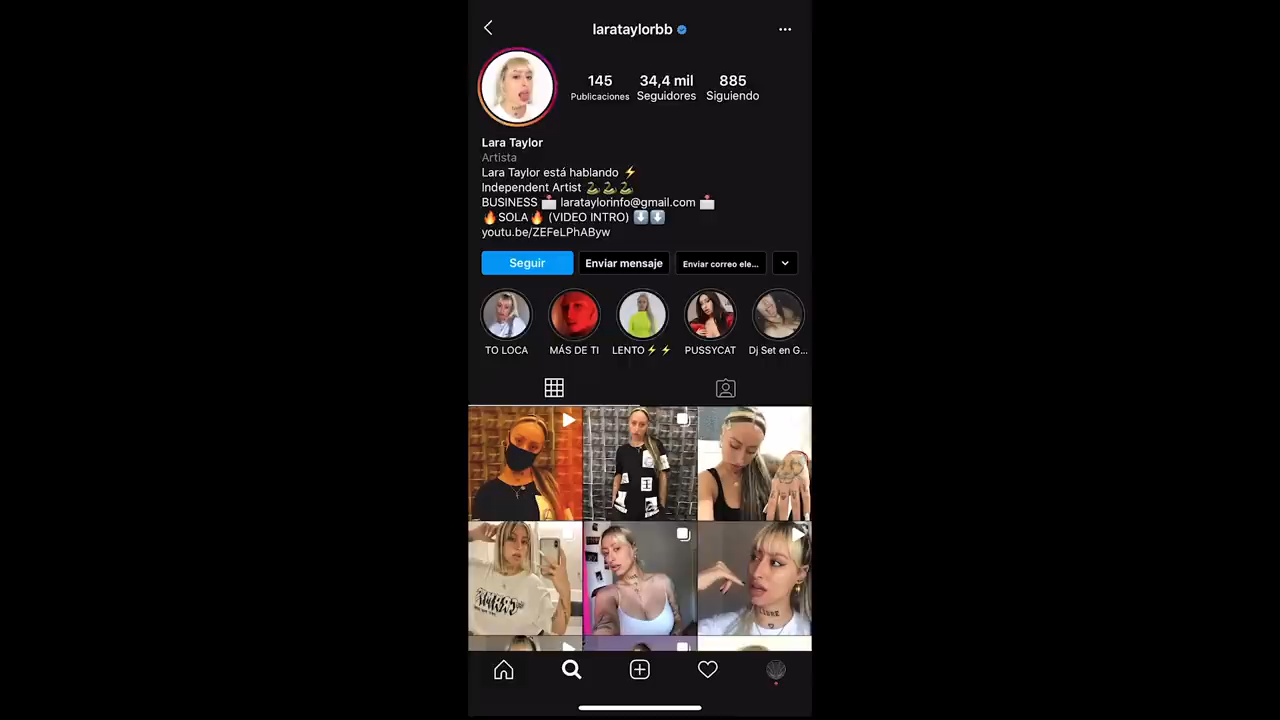 larataylorbb
145 34,4 mil 885
Publicaciones Seguidores Siguiendo
Lara Taylor
Artista
Lara Taylor está hablando ⚡
Independent Artist 🐍🐍🐍
BUSINESS 📩 larataylorinfo@gmail.com 📩
🔥SOLA🔥 (VIDEO INTRO) ⬇️⬇️
youtu.be/ZEFeLPhAByw
Seguir Enviar mensaje Enviar correo ele...
TO LOCA MÁS DE TI LENTO⚡⚡ PUSSYCAT Dj Set en G...